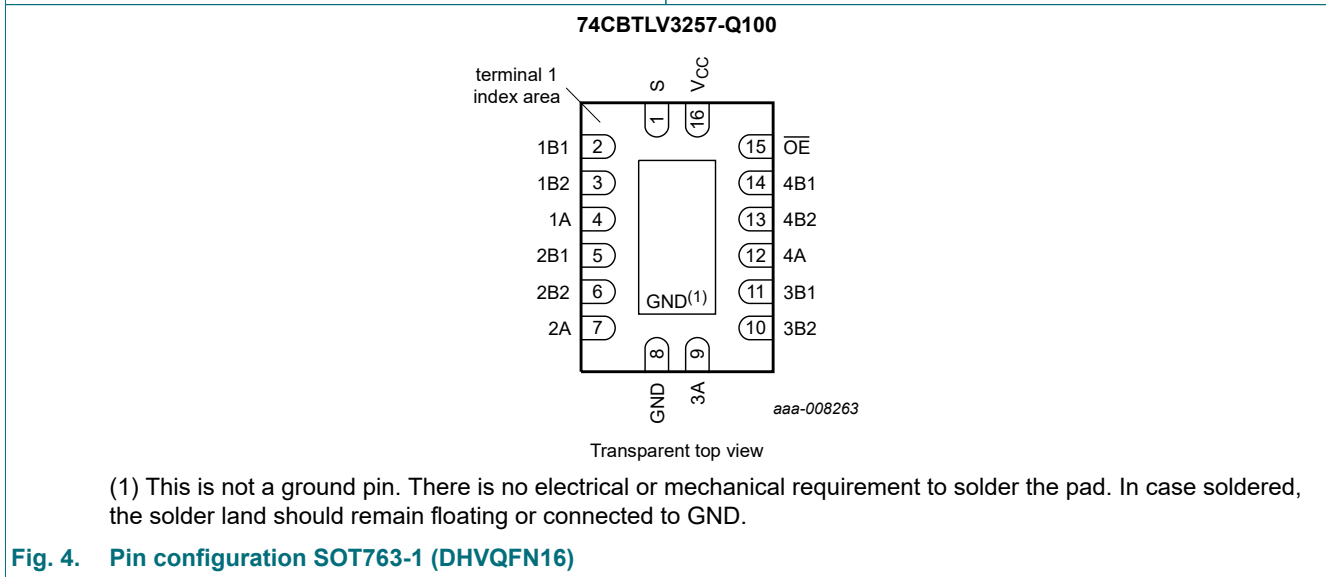 74CBTLV3257-Q100
terminal 1
index area
S
VCC
1
16
1B1
2
15
OE
1B2
3
14
4B1
1A
4
13
4B2
2B1
5
12
4A
2B2
6
GND(1)
11
3B1
2A
7
10
3B2
8
9
GND
3A
aaa-008263
Transparent top view
(1) This is not a ground pin. There is no electrical or mechanical requirement to solder the pad. In case soldered,
the solder land should remain floating or connected to GND.
Fig. 4. Pin configuration SOT763-1 (DHVQFN16)